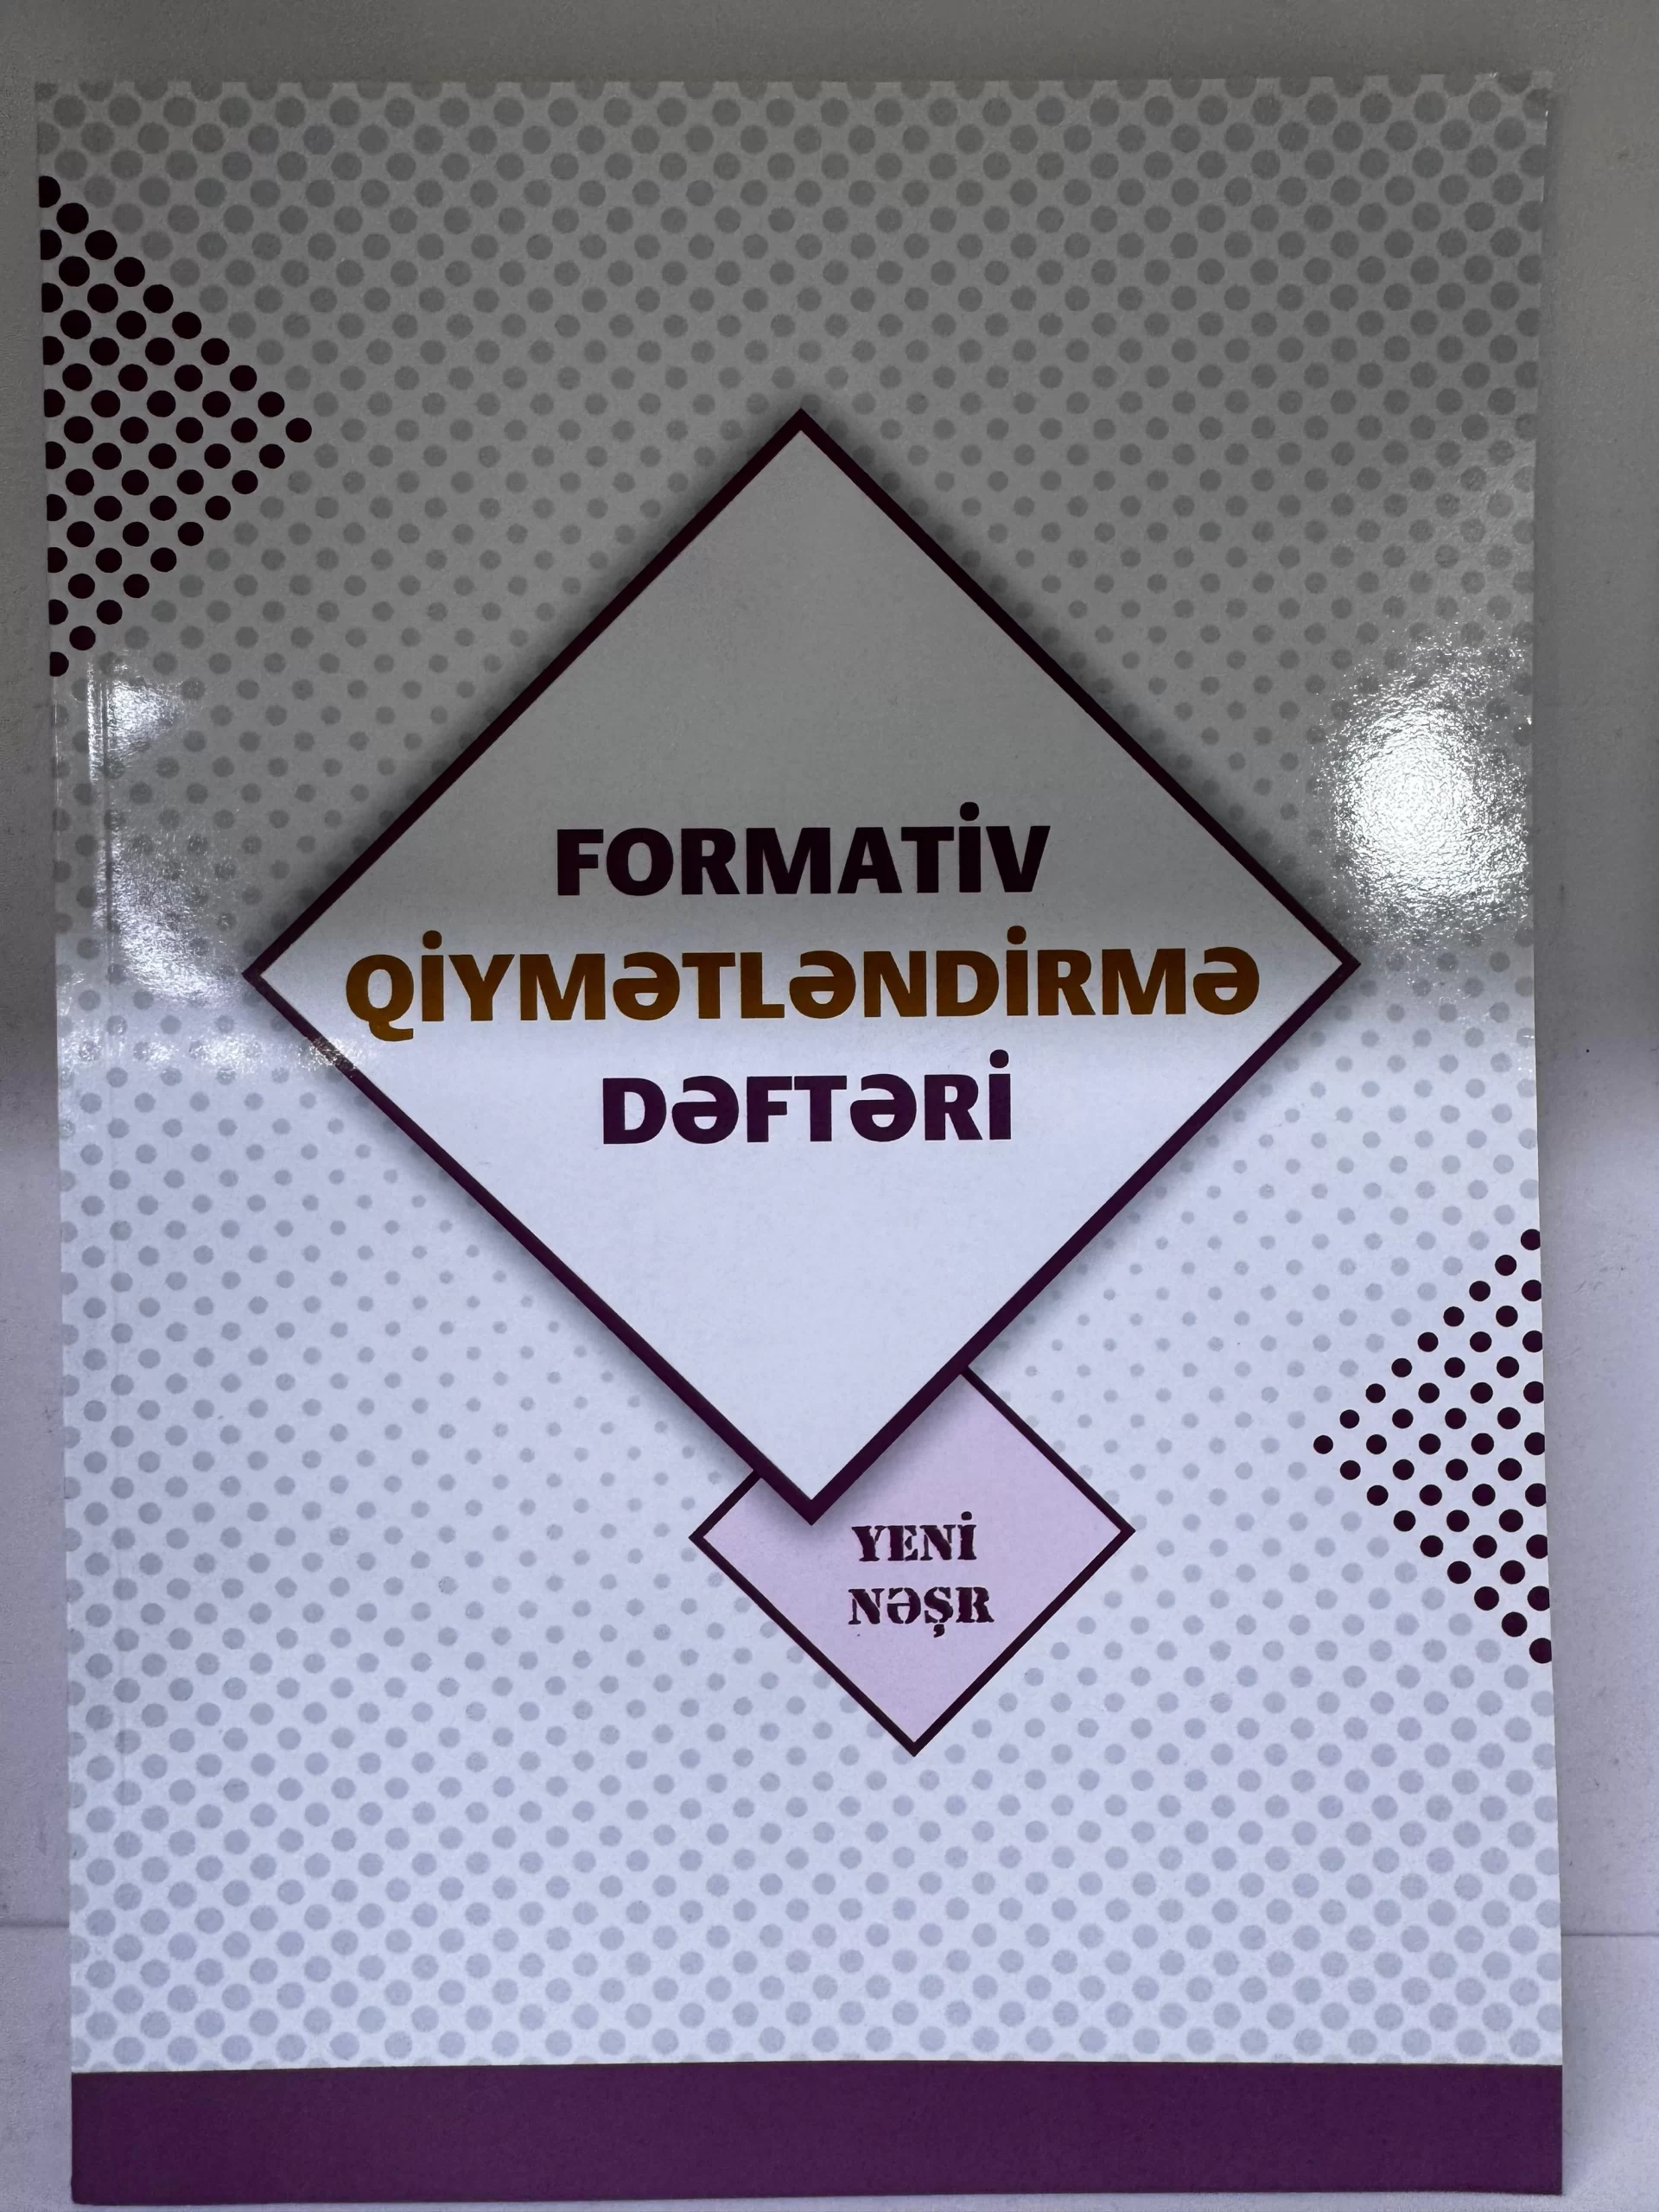 FORMATİV
QİYMƏTLƏNDİRMƏ
DƏFTƏRİ
YENİ
NƏŞR